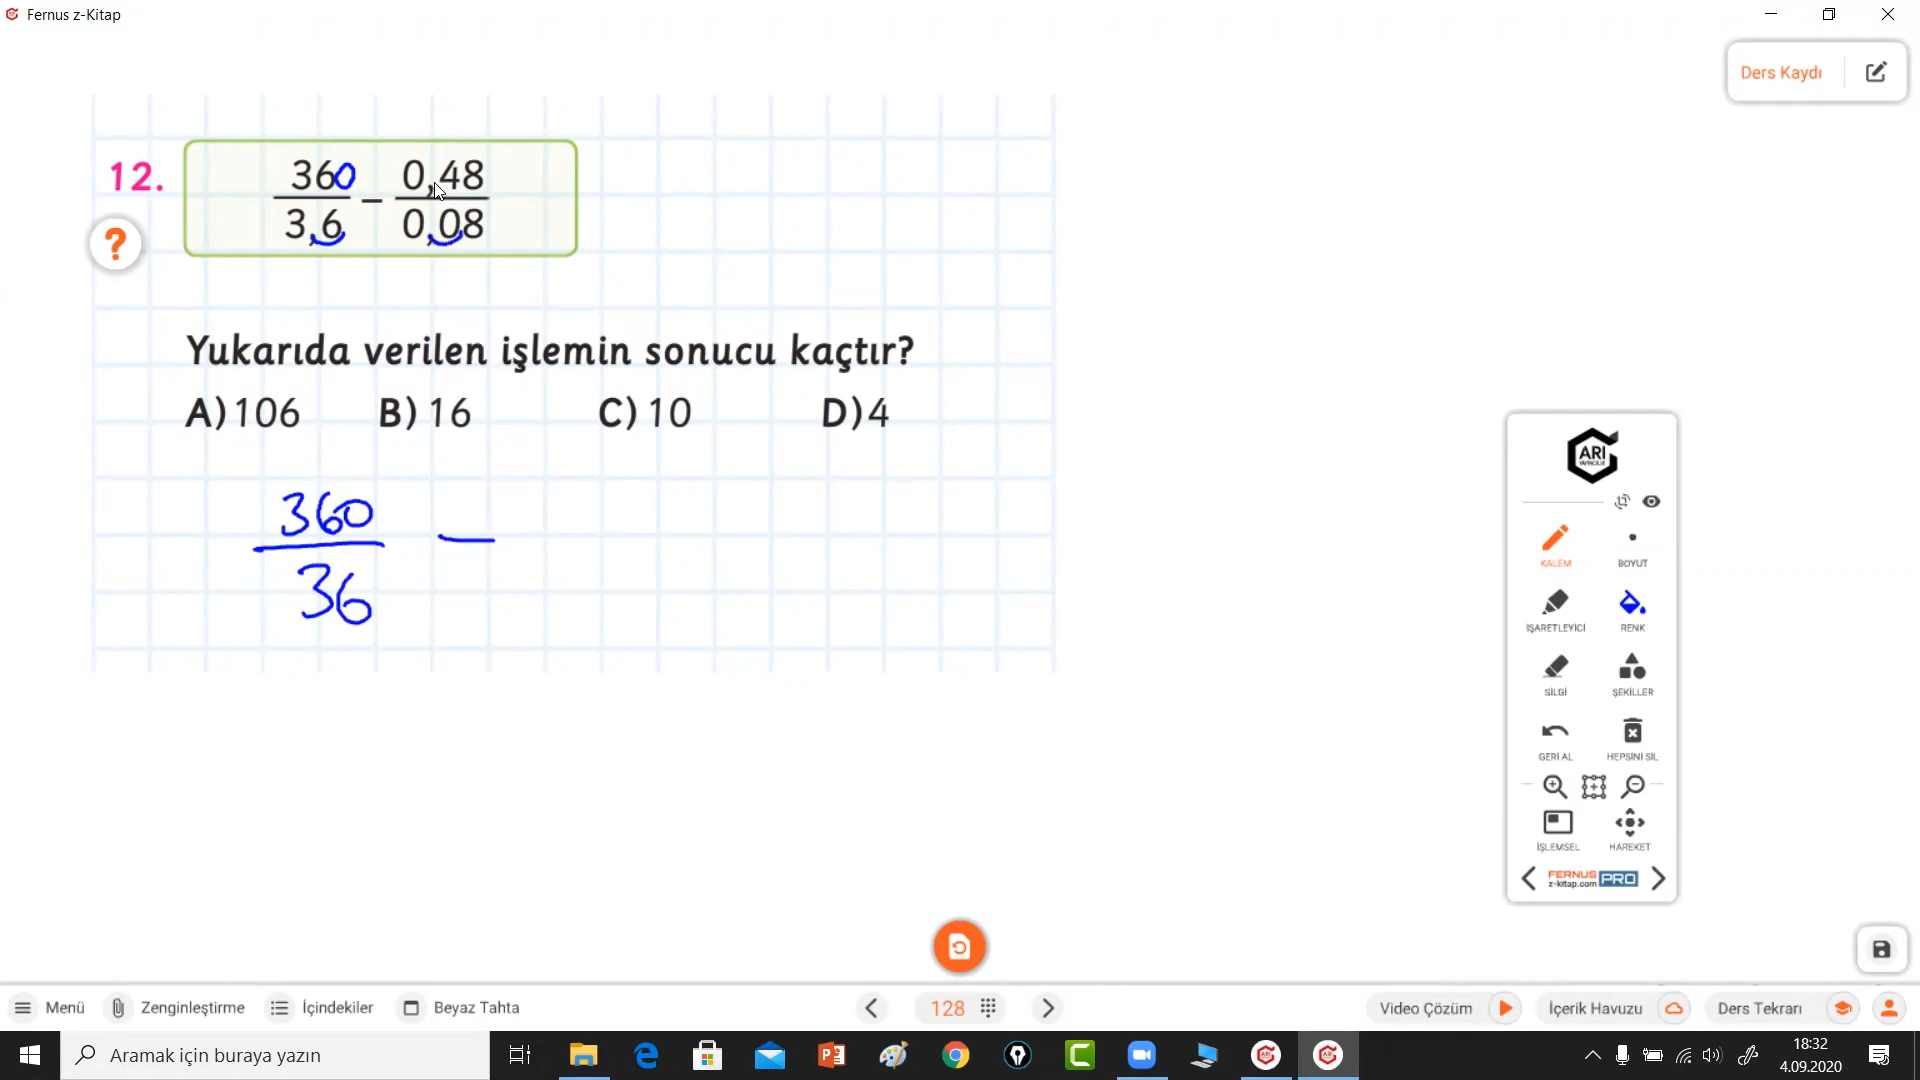 Fernus z-Kitap
Ders Kaydı
12.
360 − 0,48
3,6 0,08
?
Yukarıda verilen işlemin sonucu kaçtır?
A) 106 B) 16 C) 10 D) 4
360 −
36
ARI
YAYINCILIK
KALEM BOYUT
İŞARETLEYİCİ RENK
SİLGİ ŞEKİLLER
GERİ AL HEPSİNİ SİL
İŞLEMSEL HAREKET
FERNUS
z-kitap.com PRO
Menü Zenginleştirme İçindekiler Beyaz Tahta 128 Video Çözüm İçerik Havuzu Ders Tekrarı
Aramak için buraya yazın
18:32
4.09.2020